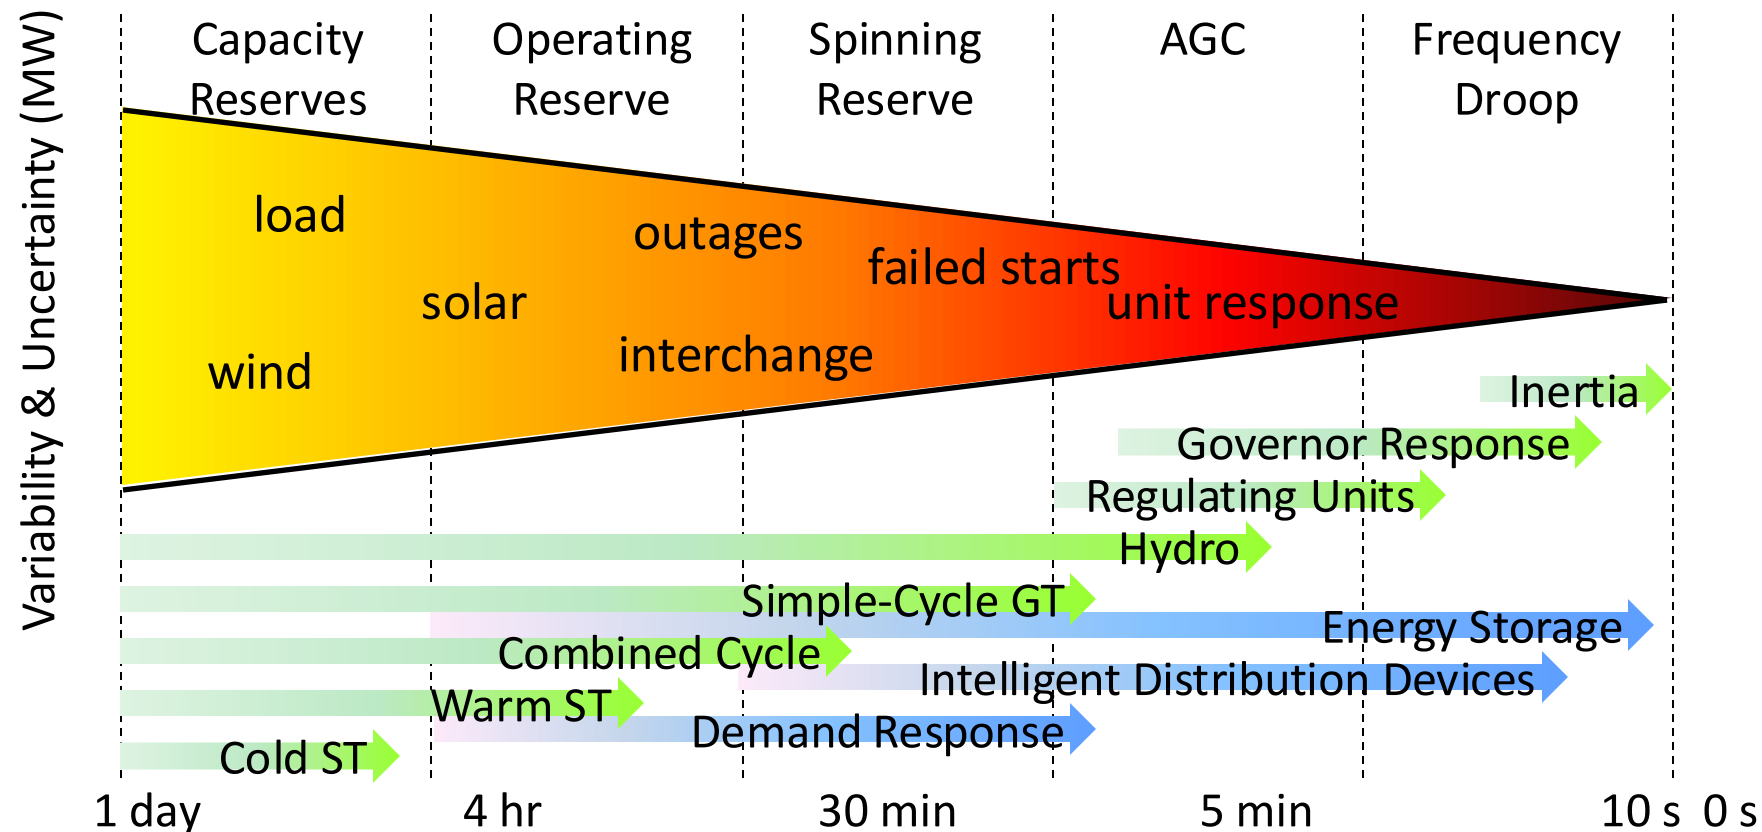 Variability & Uncertainty (MW)
Capacity
Reserves
Operating
Reserve
Spinning
Reserve
AGC
Frequency
Droop
load
outages
failed starts
solar
unit response
interchange
wind
Inertia
Governor Response
Regulating Units
Hydro
Simple-Cycle GT
Energy Storage
Combined Cycle
Intelligent Distribution Devices
Warm ST
Demand Response
Cold ST
1 day
4 hr
30 min
5 min
10 s
0 s